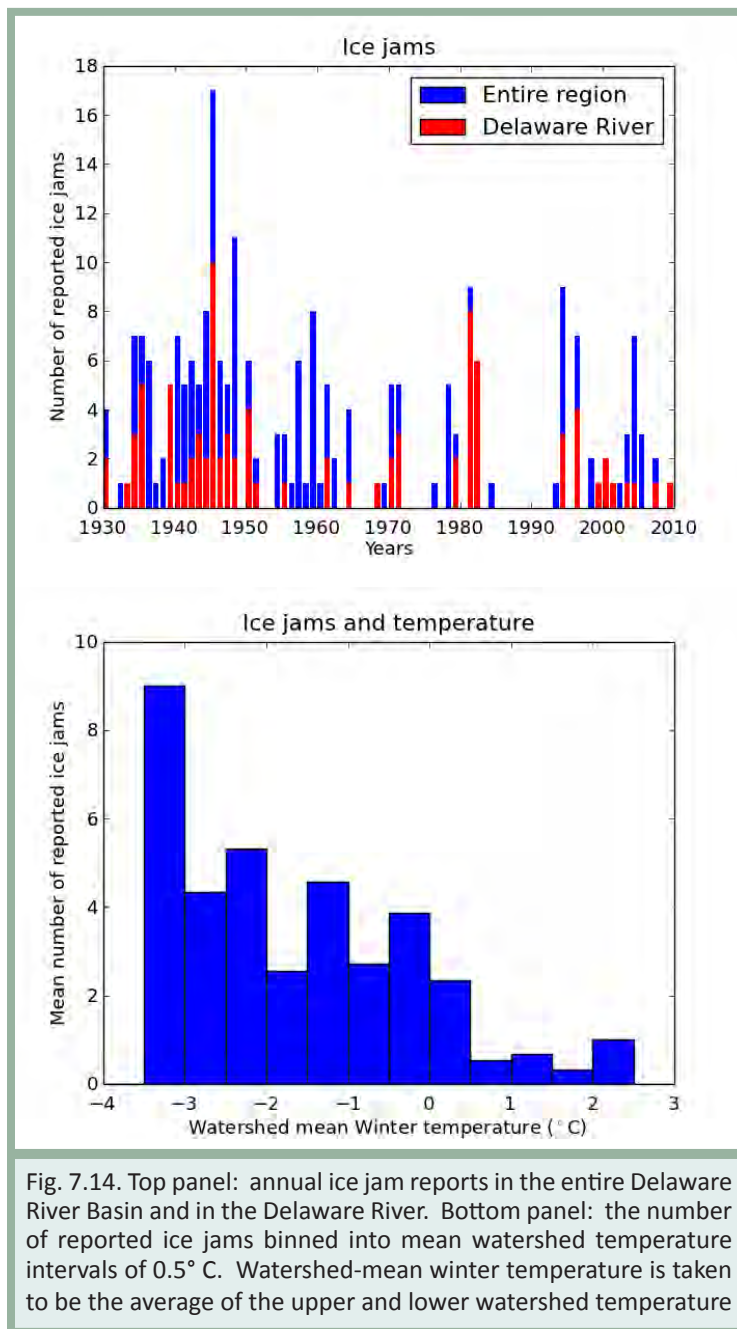 Ice jams
18
16
14
12
10
8
6
4
2
0
Number of reported ice jams
Entire region
Delaware River
1930 1940 1950 1960 1970 1980 1990 2000 2010
Years
Ice jams and temperature
10
8
6
4
2
0
Mean number of reported ice jams
−4 −3 −2 −1 0 1 2 3
Watershed mean Winter temperature (°C)
Fig. 7.14. Top panel: annual ice jam reports in the entire Delaware
River Basin and in the Delaware River. Bottom panel: the number
of reported ice jams binned into mean watershed temperature
intervals of 0.5° C. Watershed-mean winter temperature is taken
to be the average of the upper and lower watershed temperature